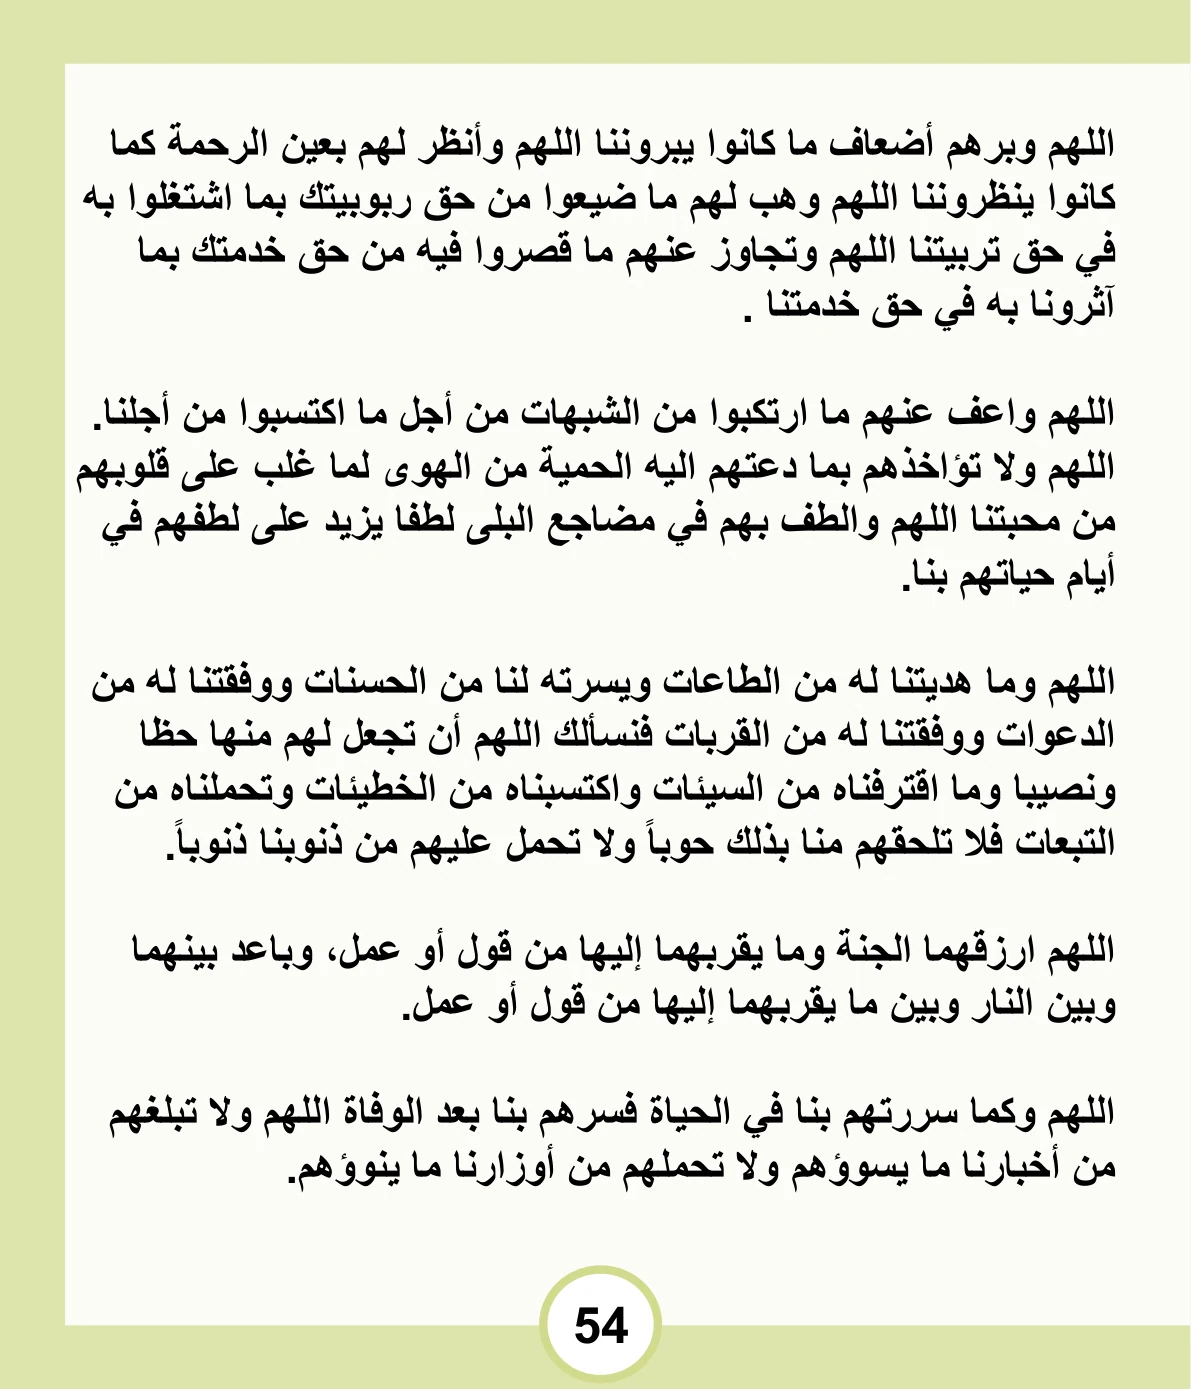 اللهم وبرهم أضعاف ما كانوا يبروننا اللهم وأنظر لهم بعين الرحمة كما
كانوا ينظروننا اللهم وهب لهم ما ضيعوا من حق ربوبيتك بما اشتغلوا به
في حق تربيتنا اللهم وتجاوز عنهم ما قصروا فيه من حق خدمتك بما
آثرونا به في حق خدمتنا .
اللهم واعف عنهم ما ارتكبوا من الشبهات من أجل ما اكتسبوا من أجلنا.
اللهم ولا تؤاخذهم بما دعتهم اليه الحمية من الهوى لما غلب على قلوبهم
من محبتنا اللهم والطف بهم في مضاجع البلى لطفا يزيد على لطفهم في
أيام حياتهم بنا.
اللهم وما هديتنا له من الطاعات ويسرته لنا من الحسنات ووفقتنا له من
الدعوات ووفقتنا له من القربات فنسألك اللهم أن تجعل لهم منها حظا
ونصيبا وما اقترفناه من السيئات واكتسبناه من الخطيئات وتحملناه من
التبعات فلا تلحقهم منا بذلك حوباً ولا تحمل عليهم من ذنوبنا ذنوباً.
اللهم ارزقهما الجنة وما يقربهما إليها من قول أو عمل، وباعد بينهما
وبين النار وبين ما يقربهما إليها من قول أو عمل.
اللهم وكما سررتهم بنا في الحياة فسرهم بنا بعد الوفاة اللهم ولا تبلغهم
من أخبارنا ما يسوؤهم ولا تحملهم من أوزارنا ما ينوؤهم.
54